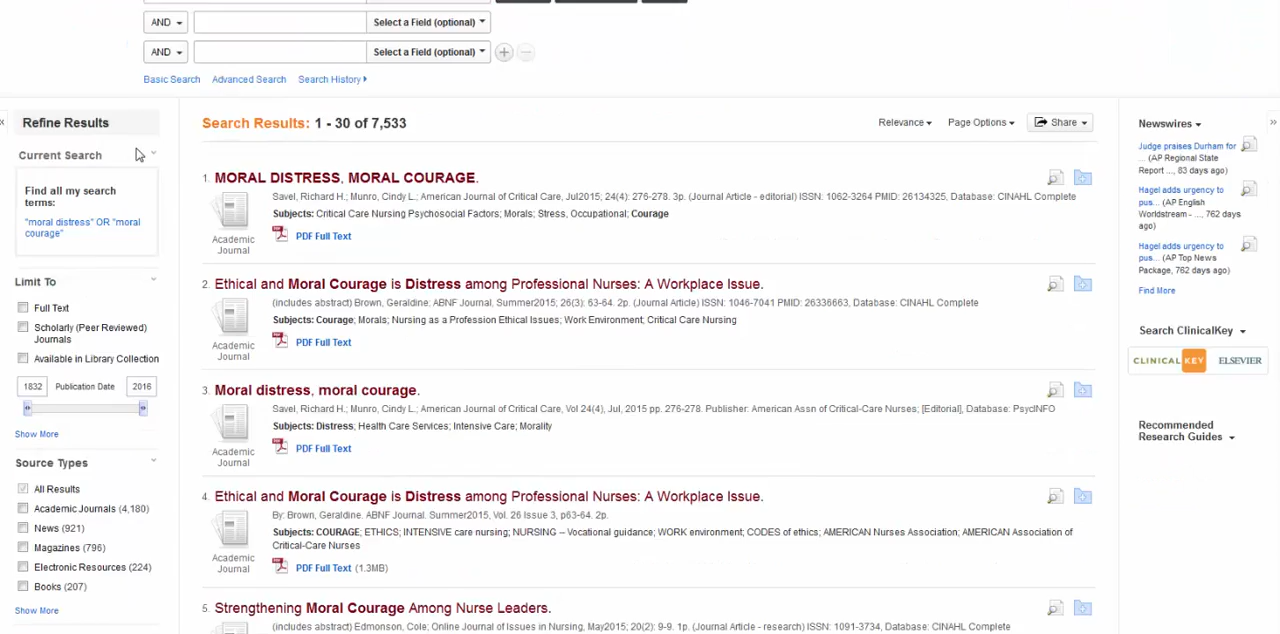 AND Select a Field (optional)
AND Select a Field (optional)
Basic Search Advanced Search Search History
Refine Results
Current Search
Find all my search
terms:
"moral distress" OR "moral
courage"
Limit To
Full Text
Scholarly (Peer Reviewed)
Journals
Available in Library Collection
1832 Publication Date 2016
Show More
Source Types
All Results
Academic Journals (4,180)
News (921)
Magazines (796)
Electronic Resources (224)
Books (207)
Show More
Search Results: 1 - 30 of 7,533
Relevance Page Options Share
1. MORAL DISTRESS, MORAL COURAGE.
Savel, Richard H.; Munro, Cindy L.; American Journal of Critical Care, Jul2015; 24(4): 276-278. 3p. (Journal Article - editorial) ISSN: 1062-3264 PMID: 26134325, Database: CINAHL Complete
Subjects: Critical Care Nursing Psychosocial Factors; Morals; Stress, Occupational; Courage
Academic
Journal
PDF Full Text
2. Ethical and Moral Courage is Distress among Professional Nurses: A Workplace Issue.
(includes abstract) Brown, Geraldine; ABNF Journal, Summer2015; 26(3): 63-64. 2p. (Journal Article) ISSN: 1046-7041 PMID: 26336663, Database: CINAHL Complete
Subjects: Courage; Morals; Nursing as a Profession Ethical Issues; Work Environment; Critical Care Nursing
Academic
Journal
PDF Full Text
3. Moral distress, moral courage.
Savel, Richard H.; Munro, Cindy L.; American Journal of Critical Care, Vol 24(4), Jul, 2015 pp. 276-278. Publisher: American Assn of Critical-Care Nurses; [Editorial], Database: PsycINFO
Subjects: Distress; Health Care Services; Intensive Care; Morality
Academic
Journal
PDF Full Text
4. Ethical and Moral Courage is Distress among Professional Nurses: A Workplace Issue.
By: Brown, Geraldine. ABNF Journal. Summer2015, Vol. 26 Issue 3, p63-64. 2p.
Subjects: COURAGE; ETHICS; INTENSIVE care nursing; NURSING -- Vocational guidance; WORK environment; CODES of ethics; AMERICAN Nurses Association; AMERICAN Association of
Critical-Care Nurses
Academic
Journal
PDF Full Text (1.3MB)
5. Strengthening Moral Courage Among Nurse Leaders.
(includes abstract) Edmonson, Cole; Online Journal of Issues in Nursing, May2015; 20(2): 9-9. 1p. (Journal Article - research) ISSN: 1091-3734, Database: CINAHL Complete
Newswires
Judge praises Durham for
... (AP Regional State
Report ..., 83 days ago)
Hagel adds urgency to
pus... (AP English
Worldstream - ..., 762 days
ago)
Hagel adds urgency to
pus... (AP Top News
Package, 762 days ago)
Find More
Search ClinicalKey
CLINICAL KEY ELSEVIER
Recommended
Research Guides